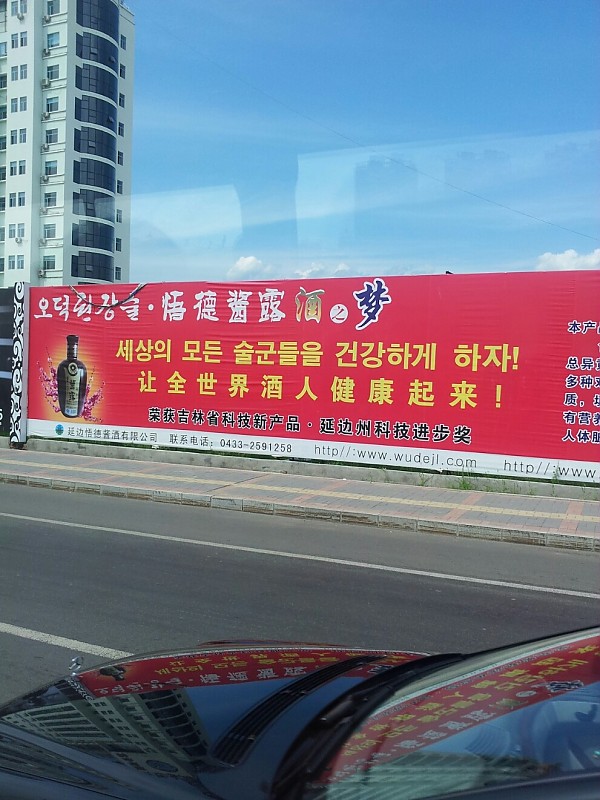 오덕된장술·悟德酱露酒之梦
세상의 모든 술군들을 건강하게 하자!
让全世界酒人健康起来！
荣获吉林省科技新产品·延边州科技进步奖
延边悟德酱酒有限公司 联系电话：0433-2591258 http//:www.wudejl.com http//:www
本产
总异
多种
质，
有营养
人体